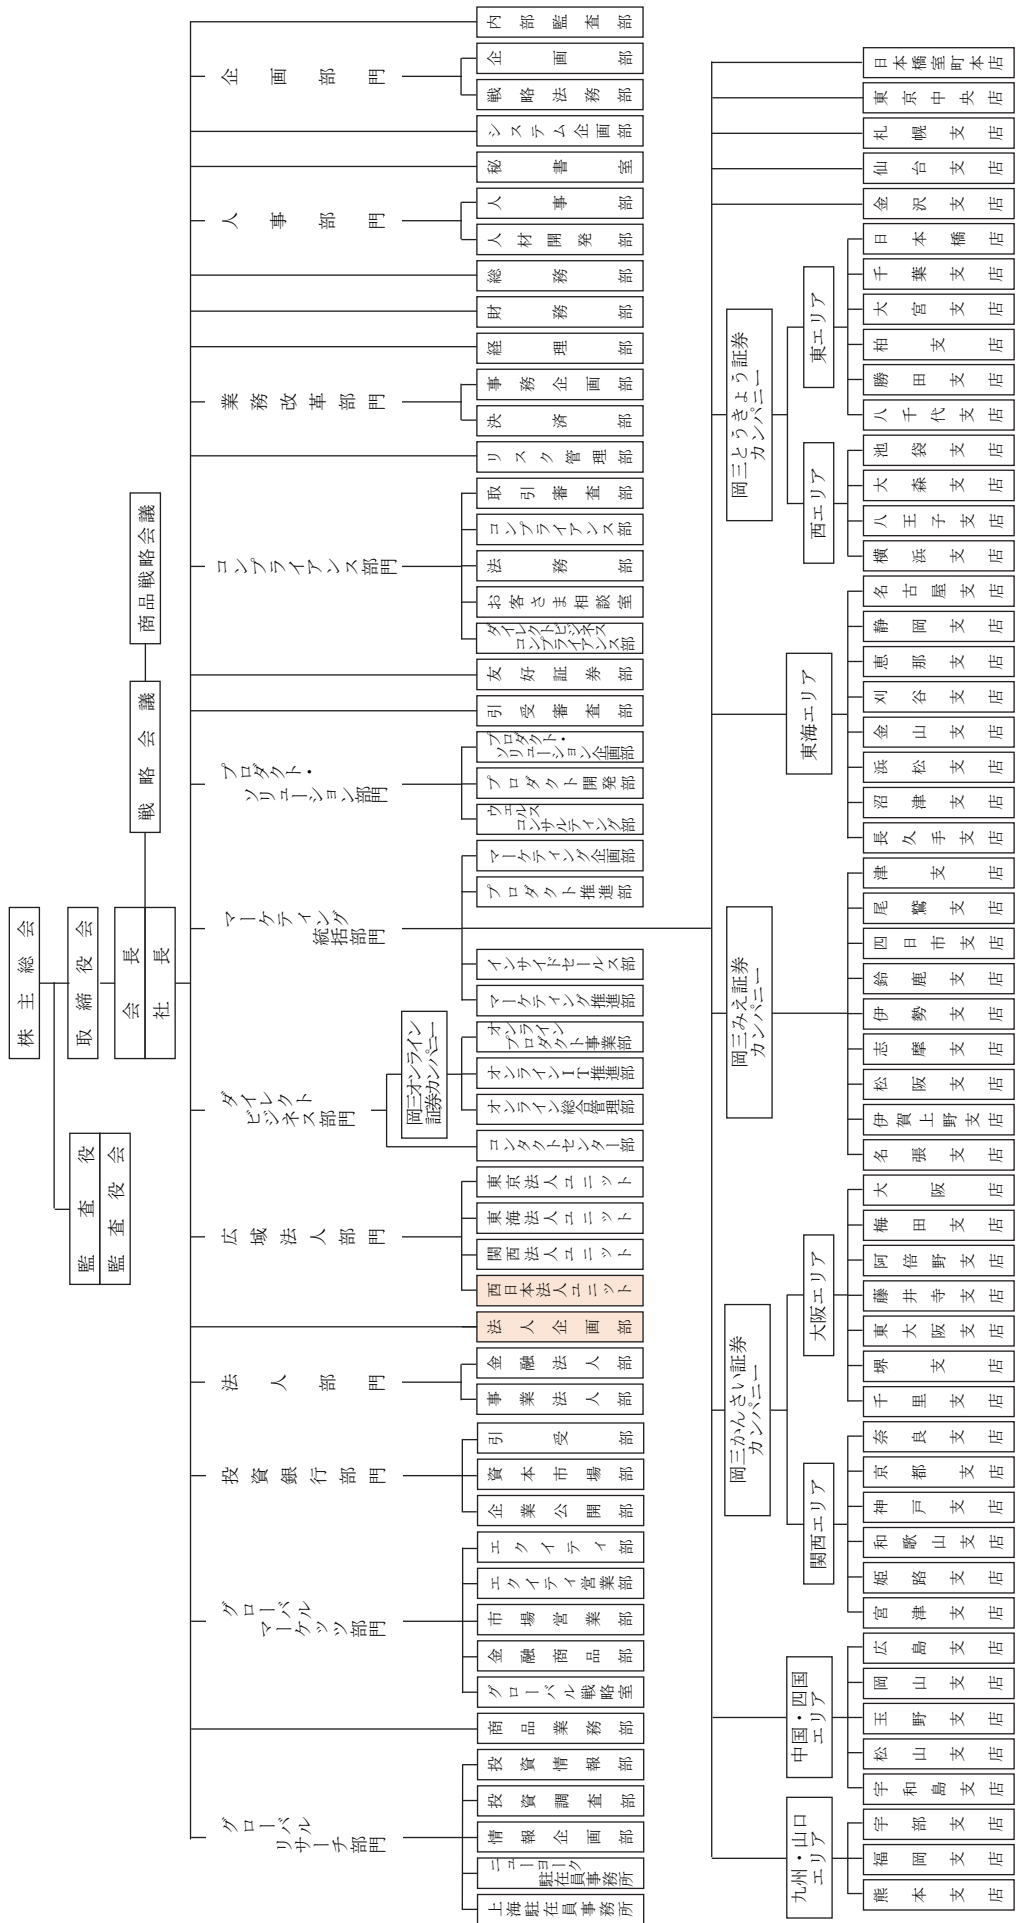 株主総会
取締役会
会長
社長
監査役
監査役会
戦略会議
商品戦略会議
内部監査部
企画部門
企画部
戦略法務部
システム企画部
秘書室
人事部門
人事部
人材開発部
総務部
財務部
経理部
業務改革部門
事務企画部
決済部
リスク管理部
コンプライアンス部門
取引審査部
コンプライアンス部
法務部
お客さま相談室
ダイレクトビジネス
コンプライアンス部
友好証券部
引受審査部
プロダクト・
ソリューション部門
プロダクト・
ソリューション企画部
プロダクト開発部
ウェルス
コンサルティング部
マーケティング
統括部門
マーケティング企画部
プロダクト推進部
インサイドセールス部
マーケティング推進部
ダイレクト
ビジネス部門
岡三オンライン
証券カンパニー
オンライン
プロダクト事業部
オンラインIT推進部
オンライン総合管理部
コンタクトセンター部
広域法人部門
東京法人ユニット
東海法人ユニット
関西法人ユニット
西日本法人ユニット
法人企画部
法人部門
金融法人部
事業法人部
投資銀行部門
引受部
資本市場部
企業公開部
グローバル
マーケッツ部門
エクイティ部
エクイティ営業部
市場営業部
金融商品部
グローバル戦略室
商品業務部
グローバル
リサーチ部門
投資情報部
投資調査部
情報企画部
ニューヨーク
駐在員事務所
上海駐在員事務所
日本橋室町本店
東京中央店
札幌支店
仙台支店
金沢支店
岡三とうきょう証券
カンパニー
東エリア
日本橋店
千葉支店
大宮支店
柏支店
勝田支店
八千代支店
西エリア
池袋支店
大森支店
八王子支店
横浜支店
東海エリア
名古屋支店
静岡支店
恵那支店
刈谷支店
金山支店
浜松支店
沼津支店
長久手支店
岡三みえ証券
カンパニー
津支店
尾鷲支店
四日市支店
鈴鹿支店
伊勢支店
志摩支店
松阪支店
伊賀上野支店
名張支店
岡三かんさい証券
カンパニー
大阪エリア
大阪店
梅田支店
阿倍野支店
藤井寺支店
東大阪支店
堺支店
千里支店
関西エリア
奈良支店
京都支店
神戸支店
和歌山支店
姫路支店
宮津支店
中国・四国
エリア
広島支店
岡山支店
玉野支店
松山支店
宇和島支店
九州・山口
エリア
宇部支店
福岡支店
熊本支店